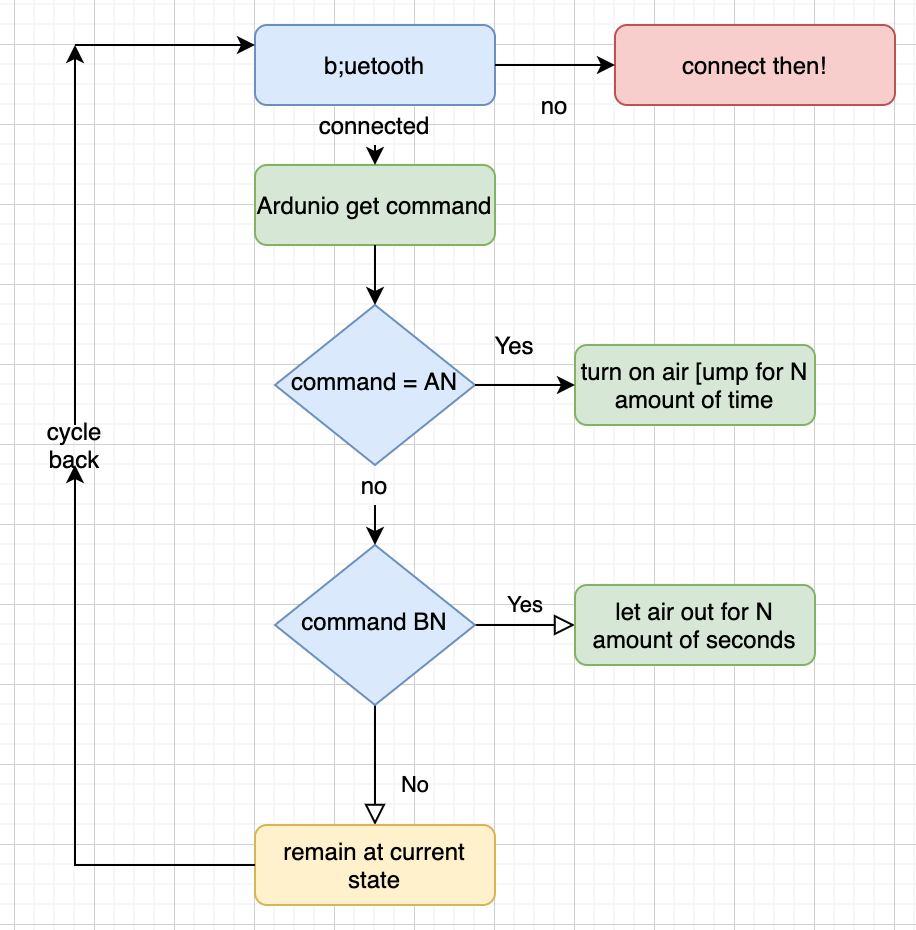 b;uetooth
connect then!
no
connected
Ardunio get command
Yes
command = AN
turn on air [ump for N
amount of time
cycle
back
no
Yes
command BN
let air out for N
amount of seconds
No
remain at current
state